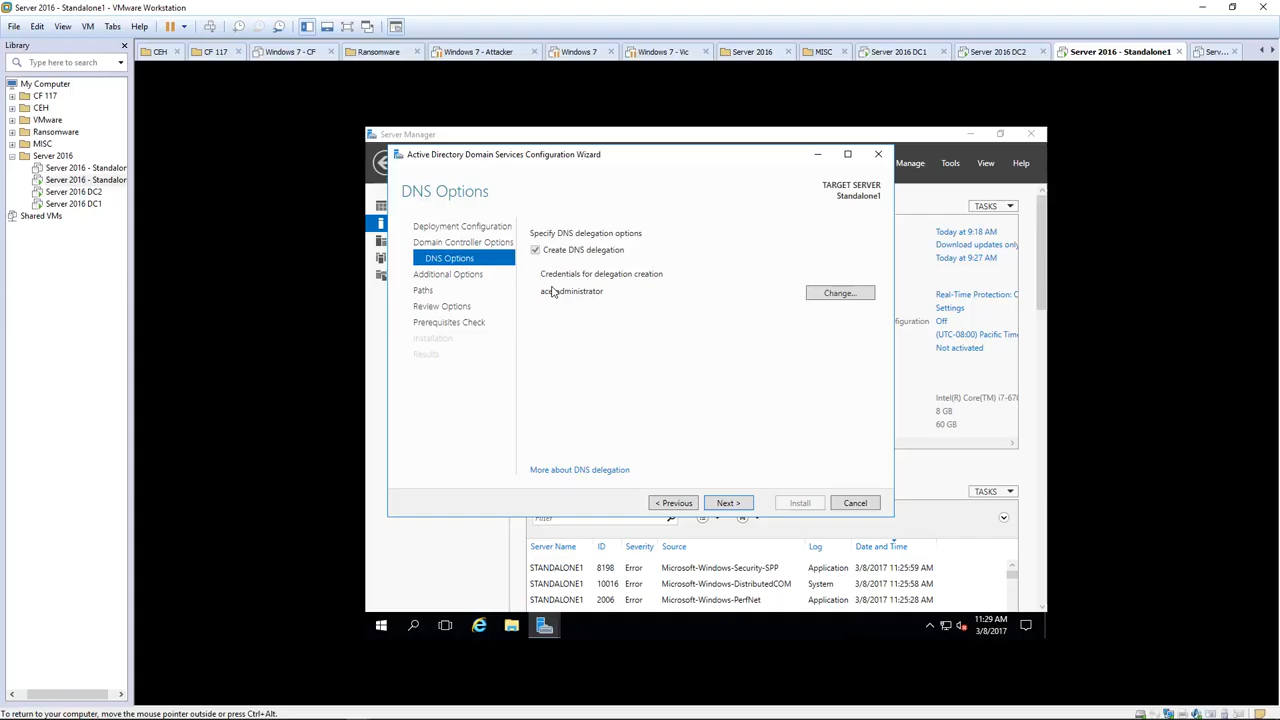 Server 2016 - Standalone1 - VMware Workstation
File Edit View VM Tabs Help
Library
Type here to search
CEH
CF 117
Windows 7 - CF
Ransomware
Windows 7 - Attacker
Windows 7
Windows 7 - Vic
Server 2016
MISC
Server 2016 DC1
Server 2016 DC2
Server 2016 - Standalone1
Serv...
My Computer
CF 117
CEH
VMware
Ransomware
MISC
Server 2016
Server 2016 - Standalor
Server 2016 - Standalor
Server 2016 DC2
Server 2016 DC1
Shared VMs
Server Manager
Manage Tools View Help
Active Directory Domain Services Configuration Wizard
DNS Options
TARGET SERVER
Standalone1
Deployment Configuration
Domain Controller Options
DNS Options
Additional Options
Paths
Review Options
Prerequisites Check
Installation
Results
Specify DNS delegation options
Create DNS delegation
Credentials for delegation creation
administrator
Change...
More about DNS delegation
< Previous
Next >
Install
Cancel
TASKS
Today at 9:18 AM
Download updates only
Today at 9:27 AM
Real-Time Protection: C
Settings
figuration Off
(UTC-08:00) Pacific Time
Not activated
Intel(R) Core(TM) i7-67
8 GB
60 GB
TASKS
Filter
Server Name ID Severity Source Log Date and Time
STANDALONE1 8198 Error Microsoft-Windows-Security-SPP Application 3/8/2017 11:25:59 AM
STANDALONE1 10016 Error Microsoft-Windows-DistributedCOM System 3/8/2017 11:25:58 AM
STANDALONE1 2006 Error Microsoft-Windows-PerfNet Application 3/8/2017 11:25:28 AM
11:29 AM
3/8/2017
To return to your computer, move the mouse pointer outside or press Ctrl+Alt.